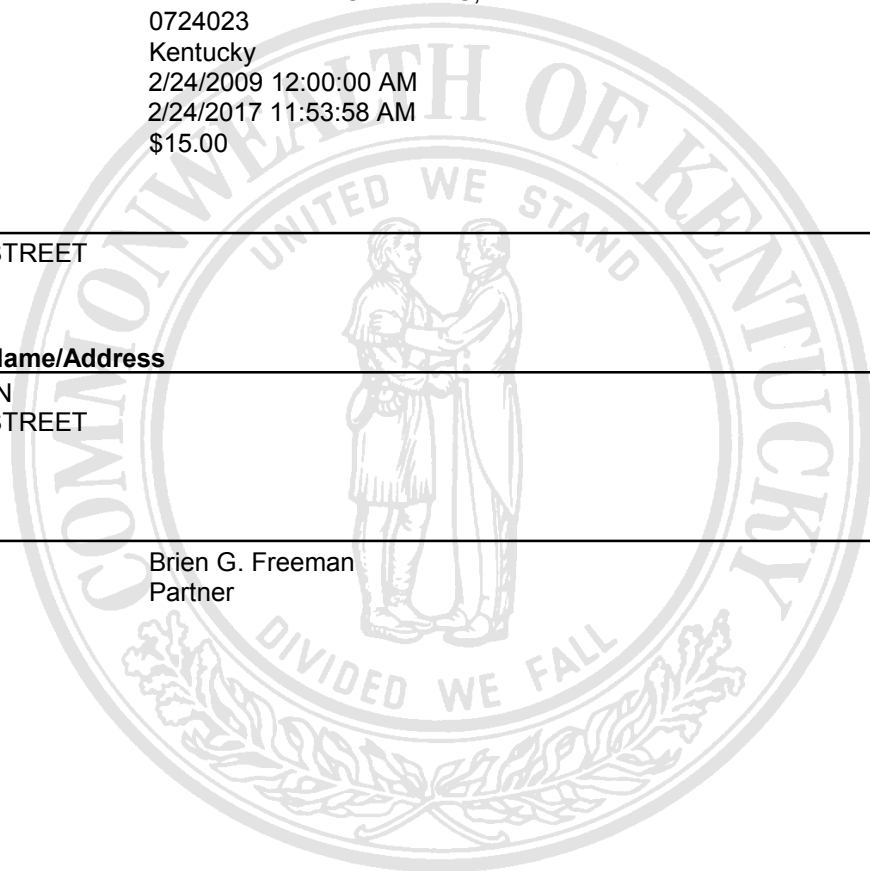 0724023
Kentucky
2/24/2009 12:00:00 AM
2/24/2017 11:53:58 AM
$15.00
COMMONWEALTH OF KENTUCKY
UNITED WE STAND
STREET
Name/Address
N
STREET
Brien G. Freeman
Partner
DIVIDED WE FALL